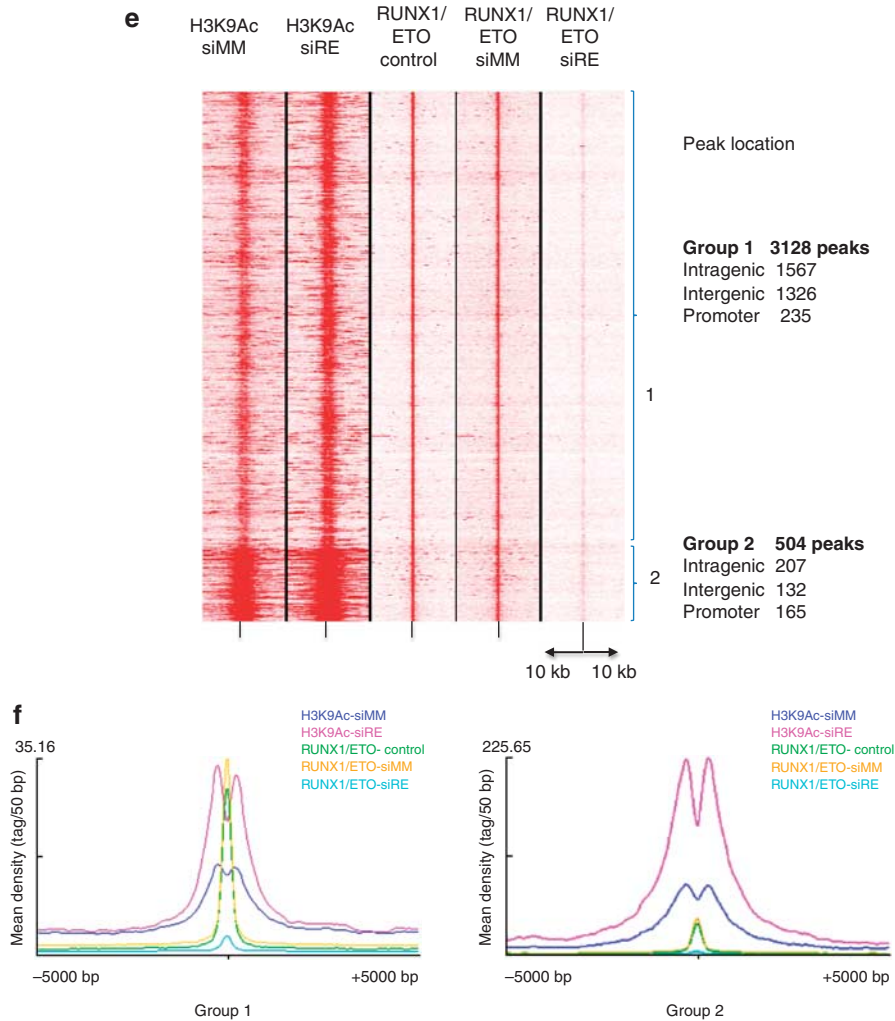 e
H3K9Ac
siMM
H3K9Ac
siRE
RUNX1/
ETO
control
RUNX1/
ETO
siMM
RUNX1/
ETO
siRE
Peak location
Group 1 3128 peaks
Intragenic 1567
Intergenic 1326
Promoter 235
1
Group 2 504 peaks
Intragenic 207
Intergenic 132
Promoter 165
2
10 kb 10 kb
f
H3K9Ac-siMM
H3K9Ac-siRE
RUNX1/ETO- control
RUNX1/ETO-siMM
RUNX1/ETO-siRE
35.16
Mean density (tag/50 bp)
–5000 bp
+5000 bp
Group 1
H3K9Ac-siMM
H3K9Ac-siRE
RUNX1/ETO-control
RUNX1/ETO-siMM
RUNX1/ETO-siRE
225.65
Mean density (tag/50 bp)
–5000 bp
+5000 bp
Group 2